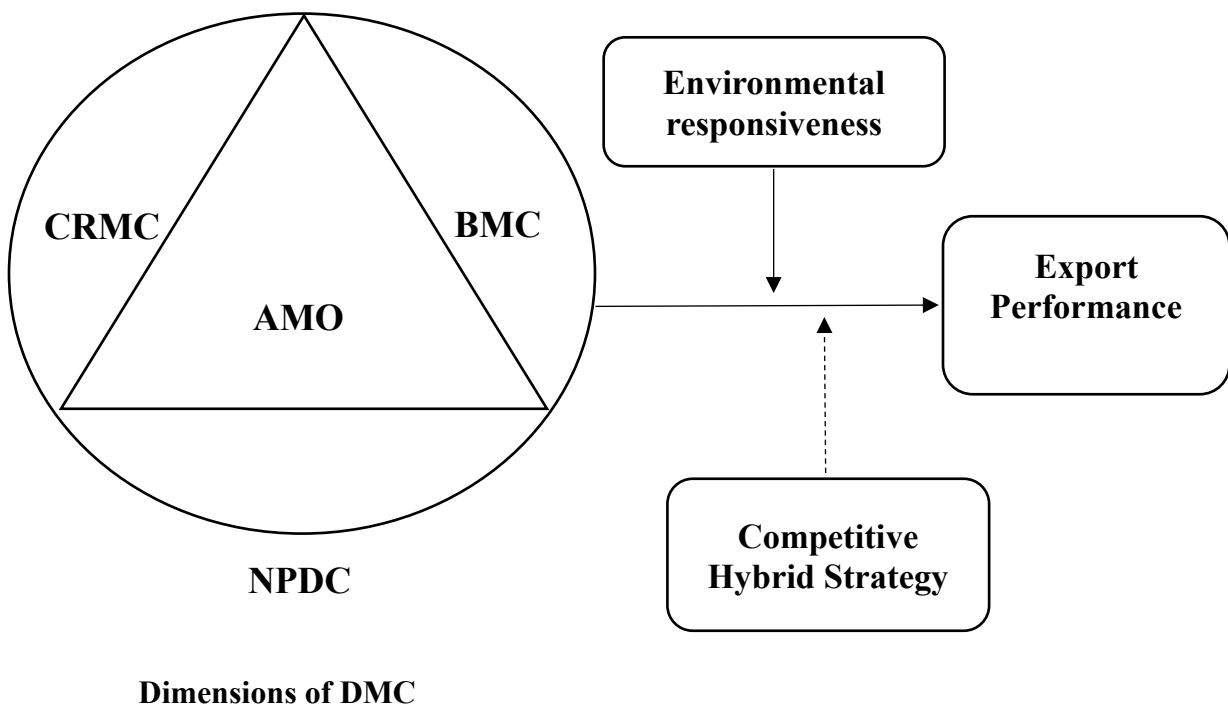 Environmental
responsiveness
CRMC
BMC
AMO
Export
Performance
Competitive
Hybrid Strategy
NPDC
Dimensions of DMC